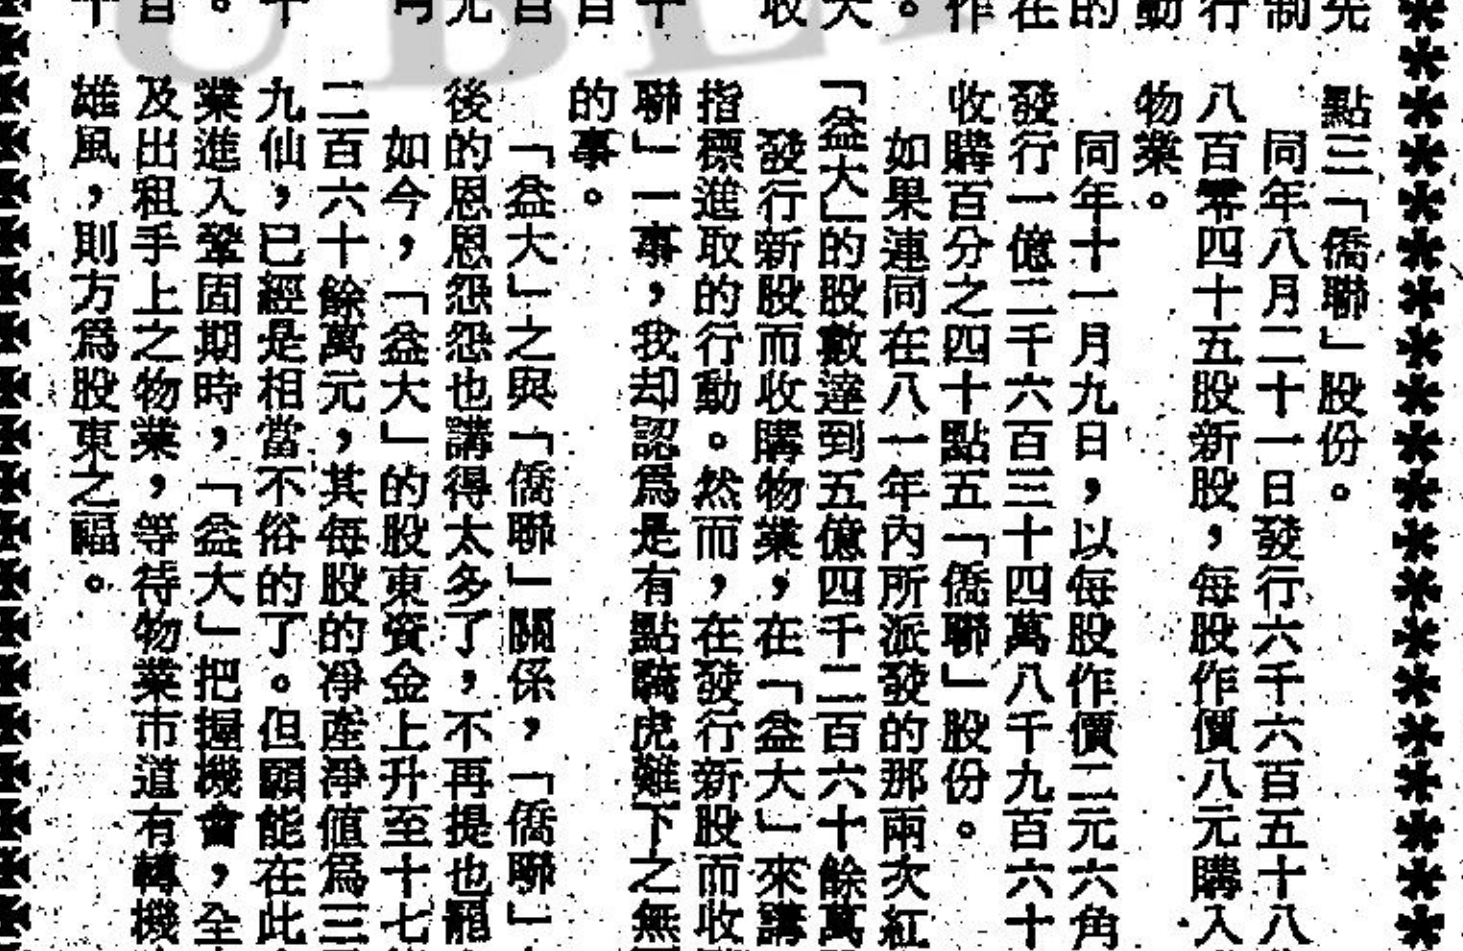 點三「僑聯」股份。
同年八月二十一日發行六千六百五十八
八百零四十五股新股，每股作價八元購入
物業。
同年十一月九日，以每股作價二元六角
發行一億二千六百三十四萬八千九百六十
收購百分之四十點五「僑聯」股份。
如果連同在八一年內所派發的那兩次紅
「益大」的股數達到五億四千二百六十餘萬
發行新股而收購物業，在「益大」來講
指標進取的行動。然而，在發行新股而收
聯」一事，我却認爲是有點騎虎難下之無
的事。
「益大」之與「僑聯」關係，「僑聯」
後的恩恩怨怨也講得太多了，不再提也罷
如今，「益大」的股東資金上升至十七
二百六十餘萬元，其每股的淨產淨值爲三
九仙，已經是相當不俗的了。但願能在此
業進入鞏固期時，「益大」把握機會，全
及出租手上之物業，等待物業市道有轉機
雄風，則方爲股東之福。